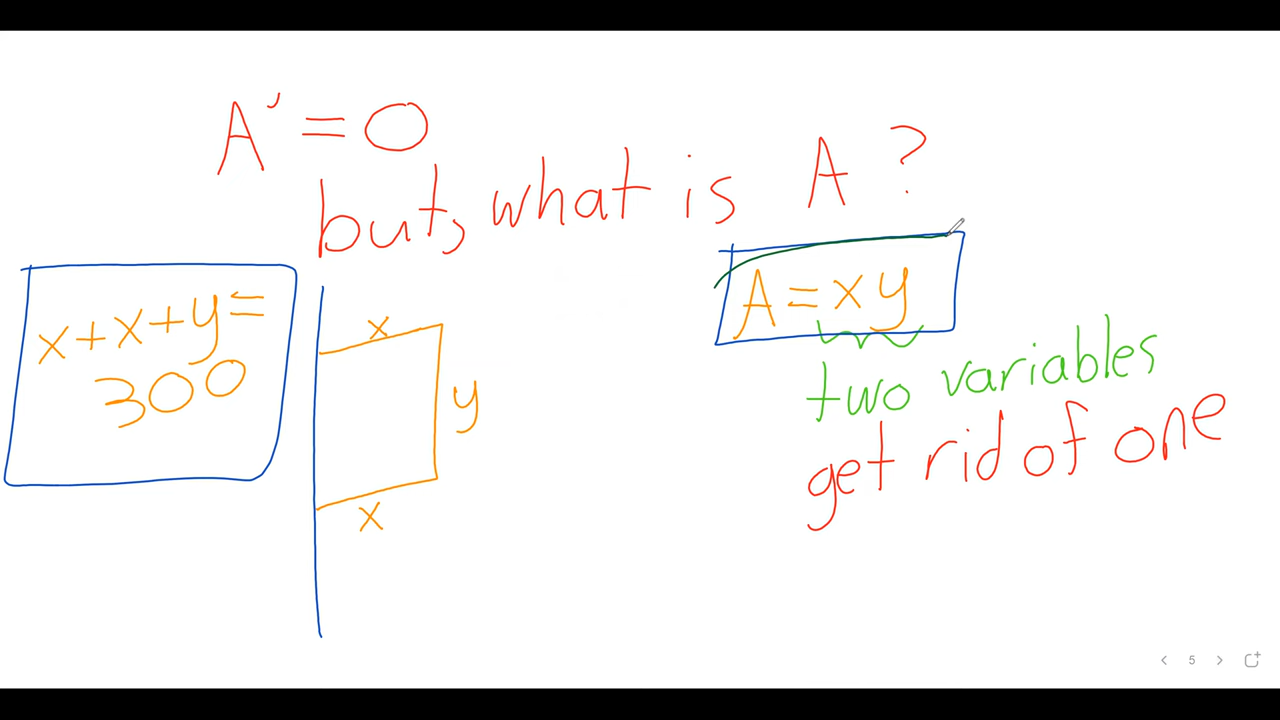 A' = 0
but, what is A ?
x + x + y =
300
x
y
x
A = xy
two variables
get rid of one
5